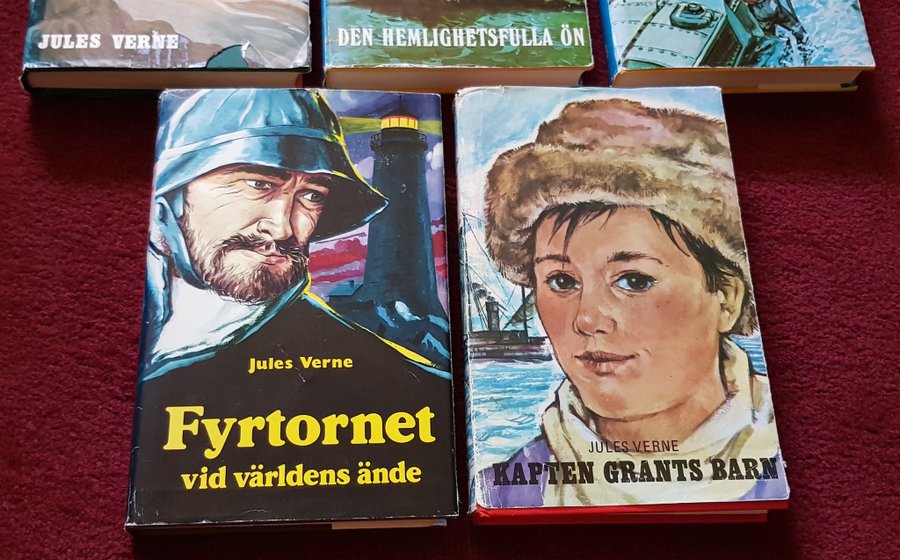 JULES VERNE
DEN HEMLIGHETSFULLA ÖN
Jules Verne
Fyrtornet
vid världens ände
JULES VERNE
KAPTEN GRANTS BARN